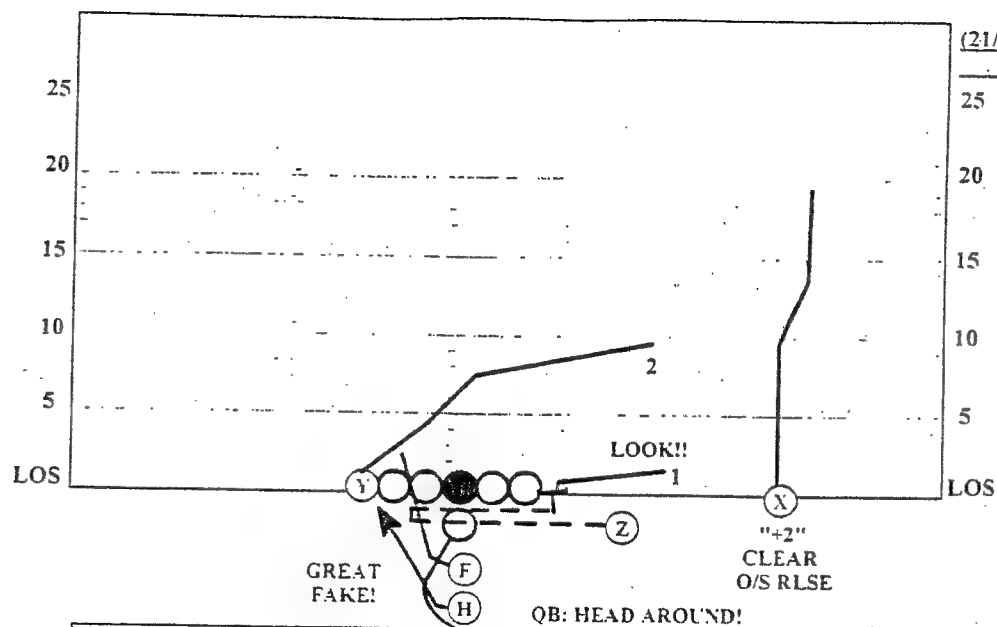 (21/
25
25
20
20
15
15
10
10
2
5
5
LOOK!!
LOS
Y
1
LOS
X
Z
"+2"
CLEAR
O/S RLSE
GREAT
FAKE!
F
H
QB: HEAD AROUND!